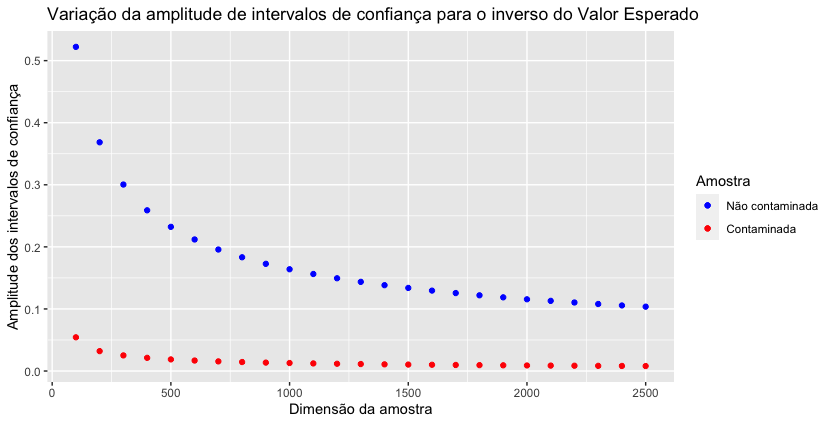 Variação da amplitude de intervalos de confiança para o inverso do Valor Esperado
Amplitude dos intervalos de confiança
0.5
0.4
0.3
0.2
0.1
0.0
0
500
1000
1500
2000
2500
Dimensão da amostra
Amostra
Não contaminada
Contaminada